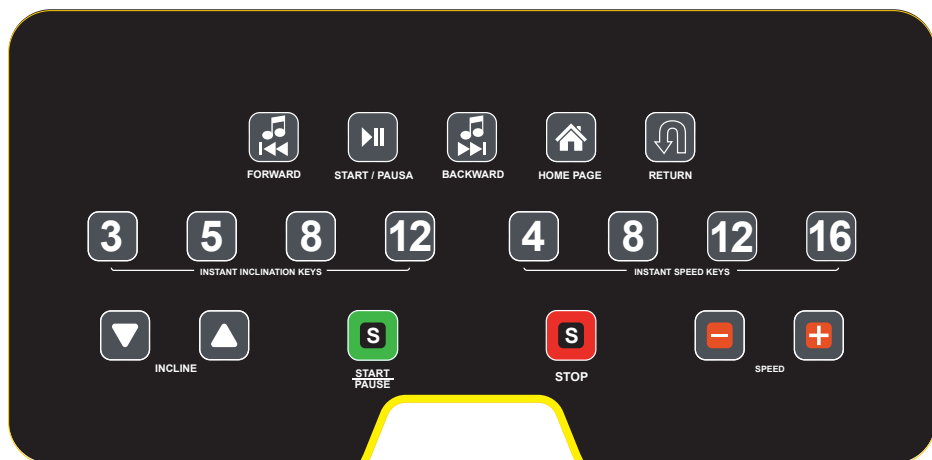 FORWARD START / PAUSA BACKWARD HOME PAGE RETURN
3 5 8 12 4 8 12 16
INSTANT INCLINATION KEYS INSTANT SPEED KEYS
S S
INCLINE START STOP SPEED
PAUSE